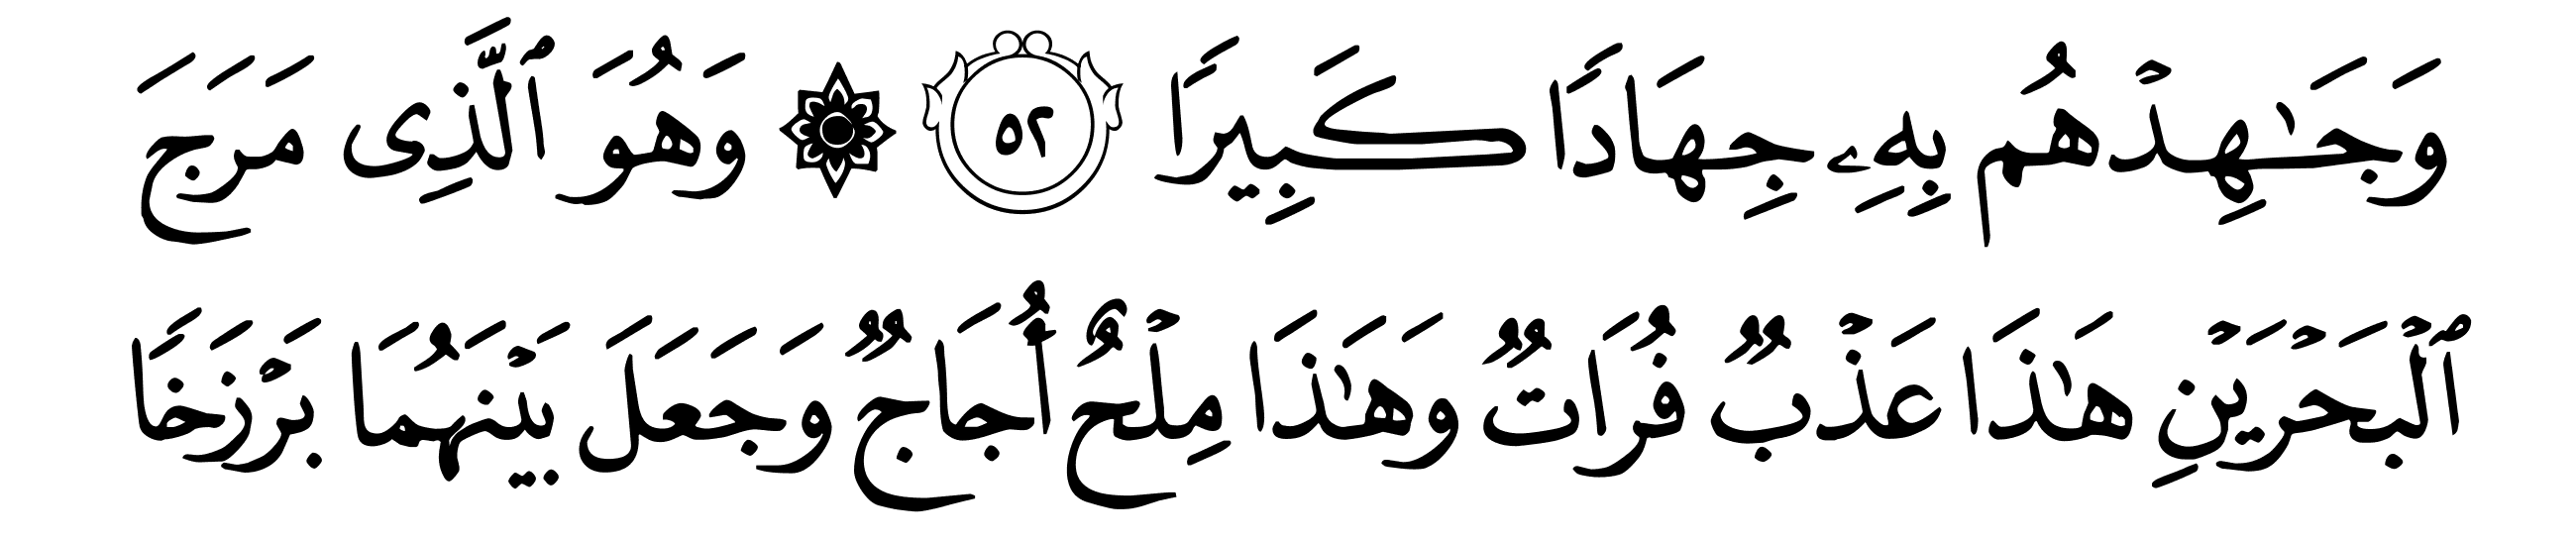 وَجَـٰهِدْهُم بِهِۦ جِهَادًا كَبِيرًا ٥٢ ۞ وَهُوَ ٱلَّذِى مَرَجَ
ٱلْبَحْرَيْنِ هَـٰذَا عَذْبٌ فُرَاتٌ وَهَـٰذَا مِلْحٌ أُجَاجٌ وَجَعَلَ بَيْنَهُمَا بَرْزَخًا